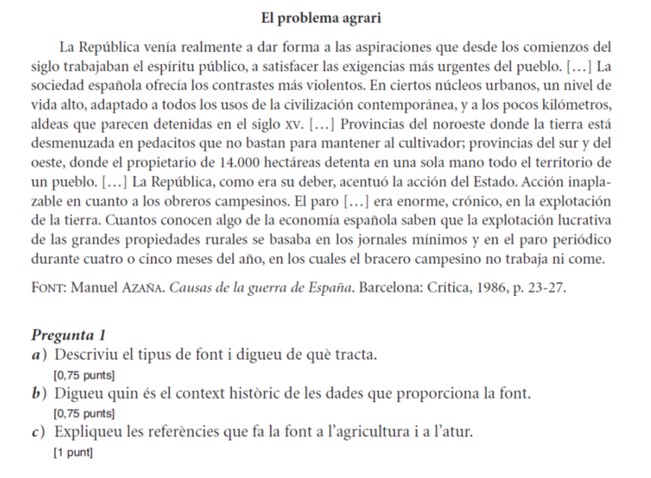 El problema agrari
La República venía realmente a dar forma a las aspiraciones que desde los comienzos del
siglo trabajaban el espíritu público, a satisfacer las exigencias más urgentes del pueblo. […] La
sociedad española ofrecía los contrastes más violentos. En ciertos núcleos urbanos, un nivel de
vida alto, adaptado a todos los usos de la civilización contemporánea, y a los pocos kilómetros,
aldeas que parecen detenidas en el siglo XV. […] Provincias del noroeste donde la tierra está
desmenuzada en pedacitos que no bastan para mantener al cultivador; provincias del sur y del
oeste, donde el propietario de 14.000 hectáreas detenta en una sola mano todo el territorio de
un pueblo. […] La República, como era su deber, acentuó la acción del Estado. Acción inapla-
zable en cuanto a los obreros campesinos. El paro […] era enorme, crónico, en la explotación
de la tierra. Cuantos conocen algo de la economía española saben que la explotación lucrativa
de las grandes propiedades rurales se basaba en los jornales mínimos y en el paro periódico
durante cuatro o cinco meses del año, en los cuales el bracero campesino no trabaja ni come.
FONT: Manuel AZAÑA. Causas de la guerra de España. Barcelona: Crítica, 1986, p. 23-27.
Pregunta 1
a) Descriviu el tipus de font i digueu de què tracta.
[0,75 punts]
b) Digueu quin és el context històric de les dades que proporciona la font.
[0,75 punts]
c) Expliqueu les referències que fa la font a l'agricultura i a l'atur.
[1 punt]